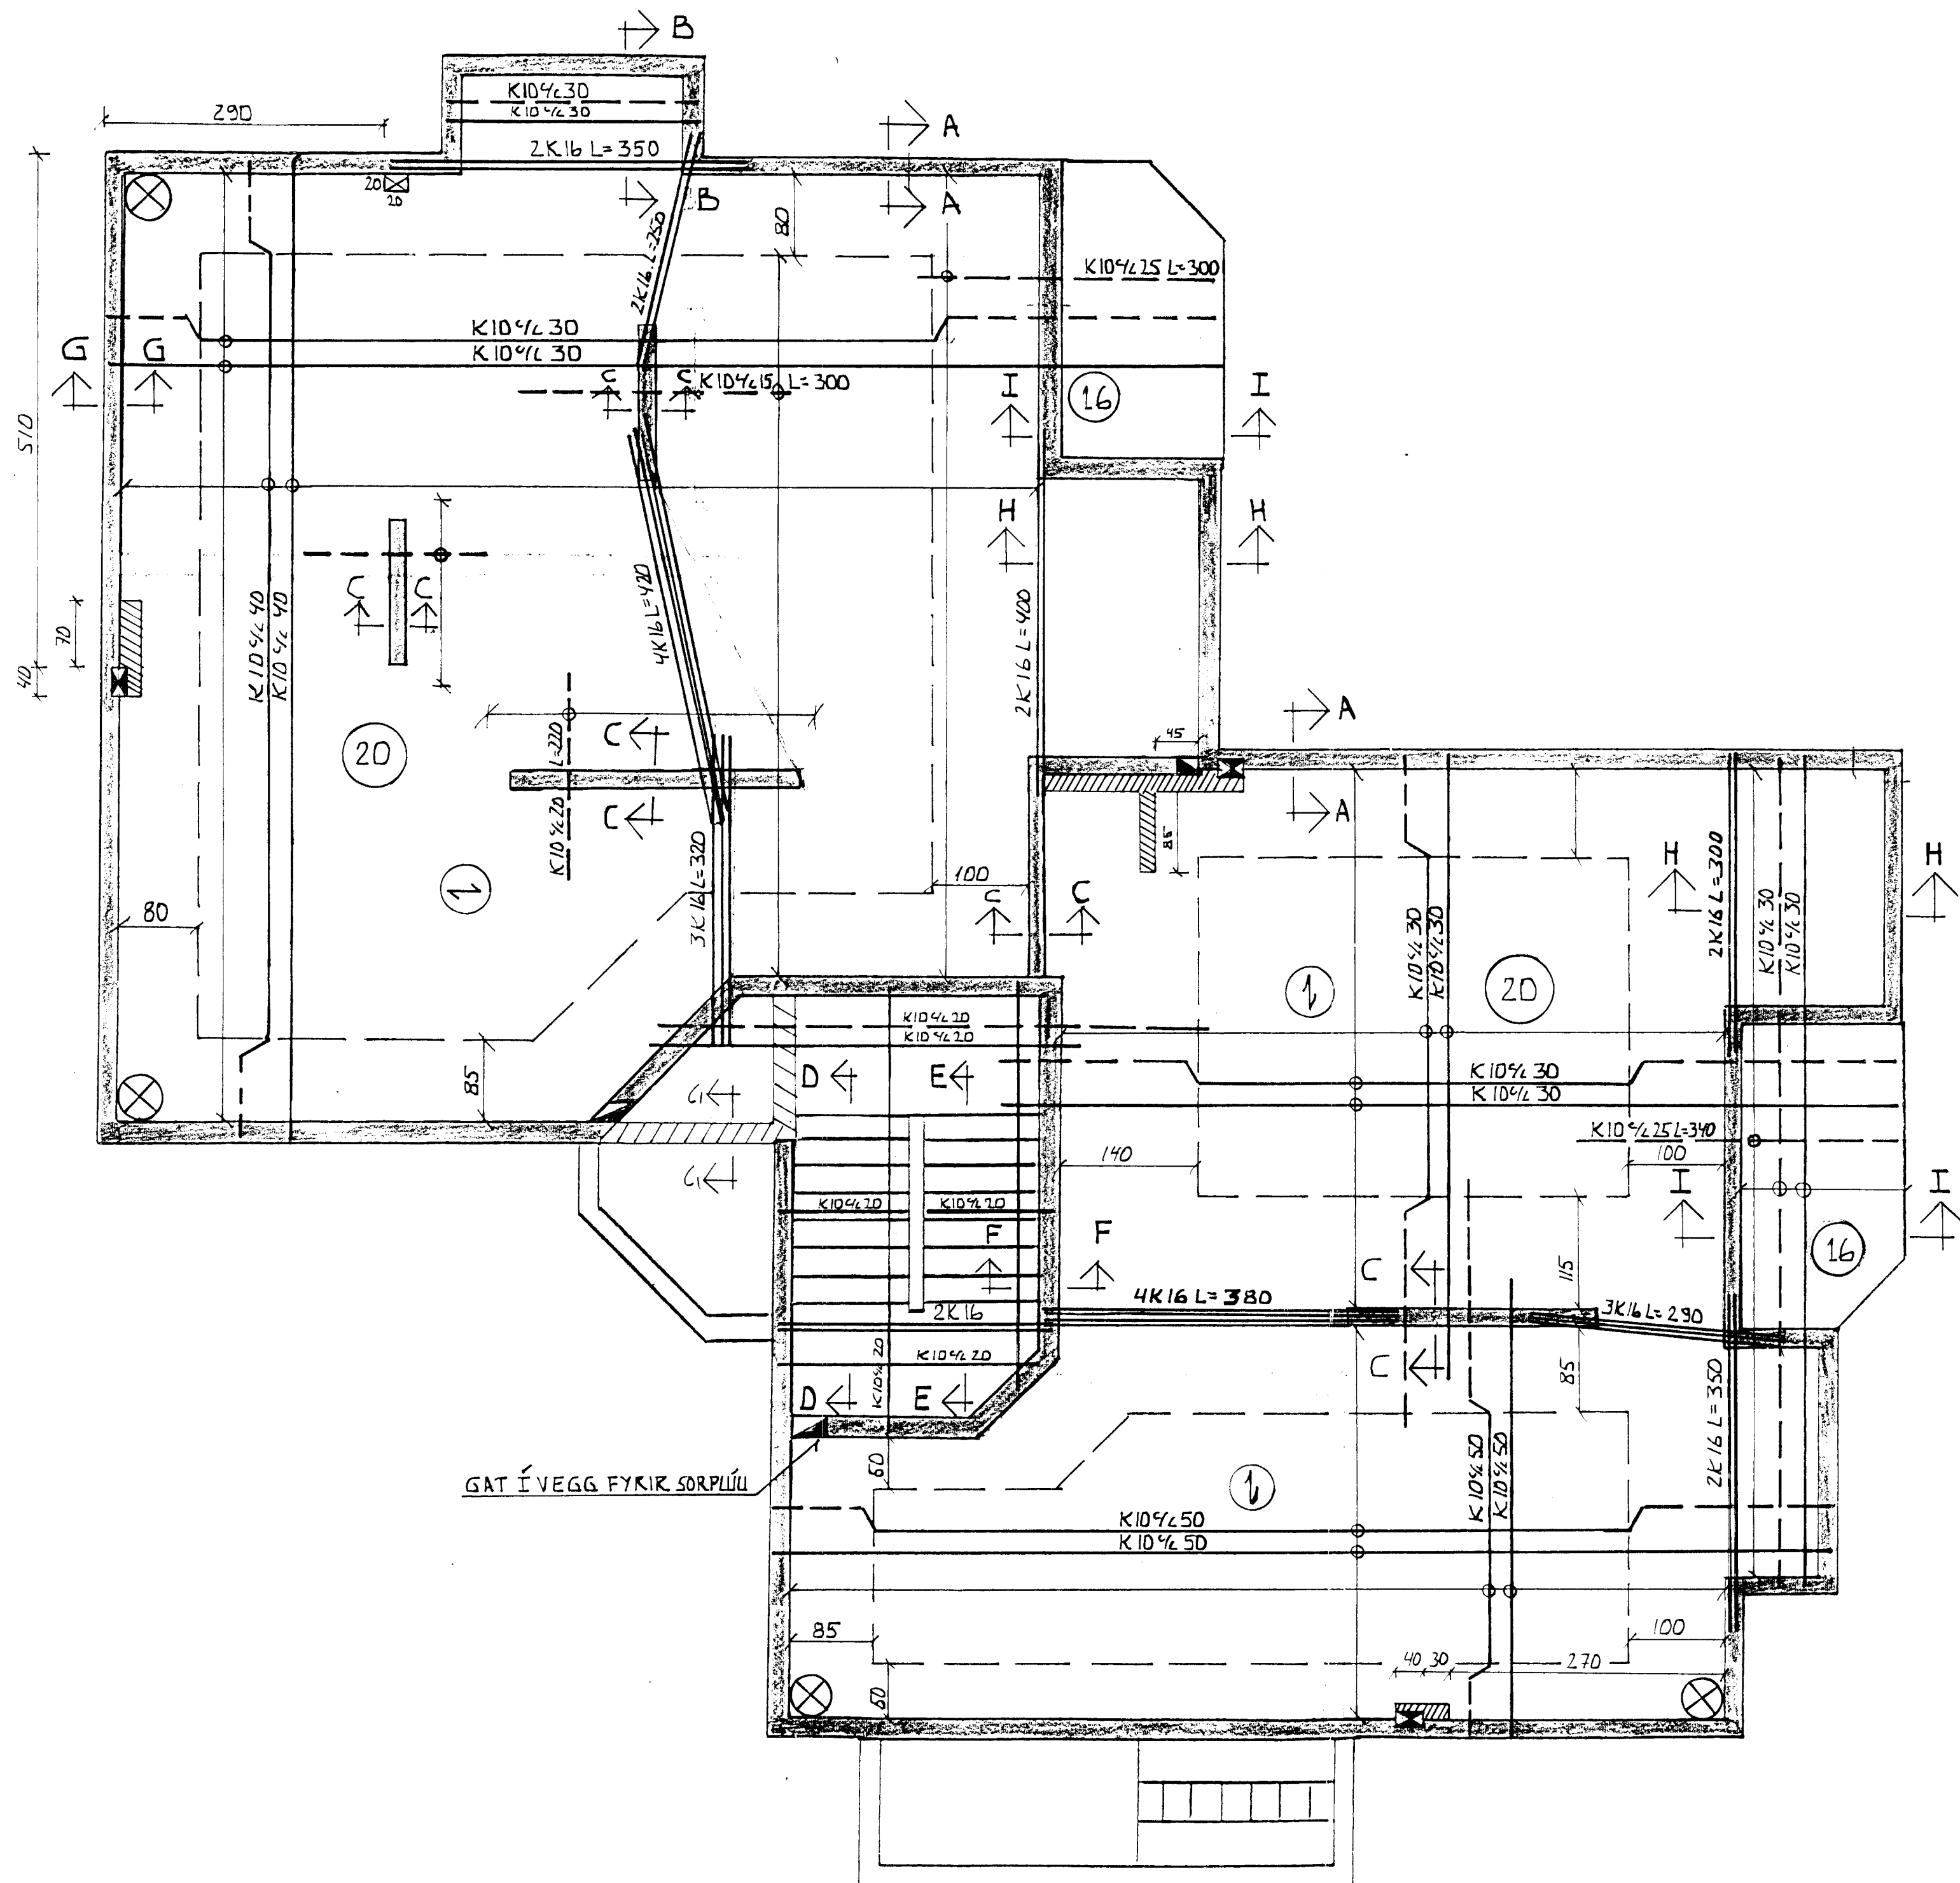 B
K10 c/c 30
K10 c/c 30
290
2K16 L=350
A
20
20
B
A
80
2K16 L=250
K10 c/c 25 L=300
K10 c/c 30
K10 c/c 30
G
G
C
C
K10 c/c 15 L=300
I
16
I
510
H
H
C
C
K10 c/c 40
K10 c/c 40
4K16 L=420
2K16 L=400
70
40
20
C
K10 c/c 20 L=220
C
45
A
A
85
1
3K16 L=320
100
80
C
C
H
H
2K16 L=300
K10 c/c 30
K10 c/c 30
K10 c/c 30
K10 c/c 30
1
20
85
K10 c/c 20
K10 c/c 20
D
E
G
K10 c/c 30
K10 c/c 30
K10 c/c 25 L=340
140
100
G
K10 c/c 20
K10 c/c 20
F
F
I
I
16
C
115
4K16 L=380
3K16 L=290
2K16
K10 c/c 20
K10 c/c 20
C
85
D
E
2K16 L=350
60
GAT Í VEGG FYRIR SORPLÚU
1
K10 c/c 50
K10 c/c 50
K10 c/c 50
K10 c/c 50
85
100
40
30
270
60